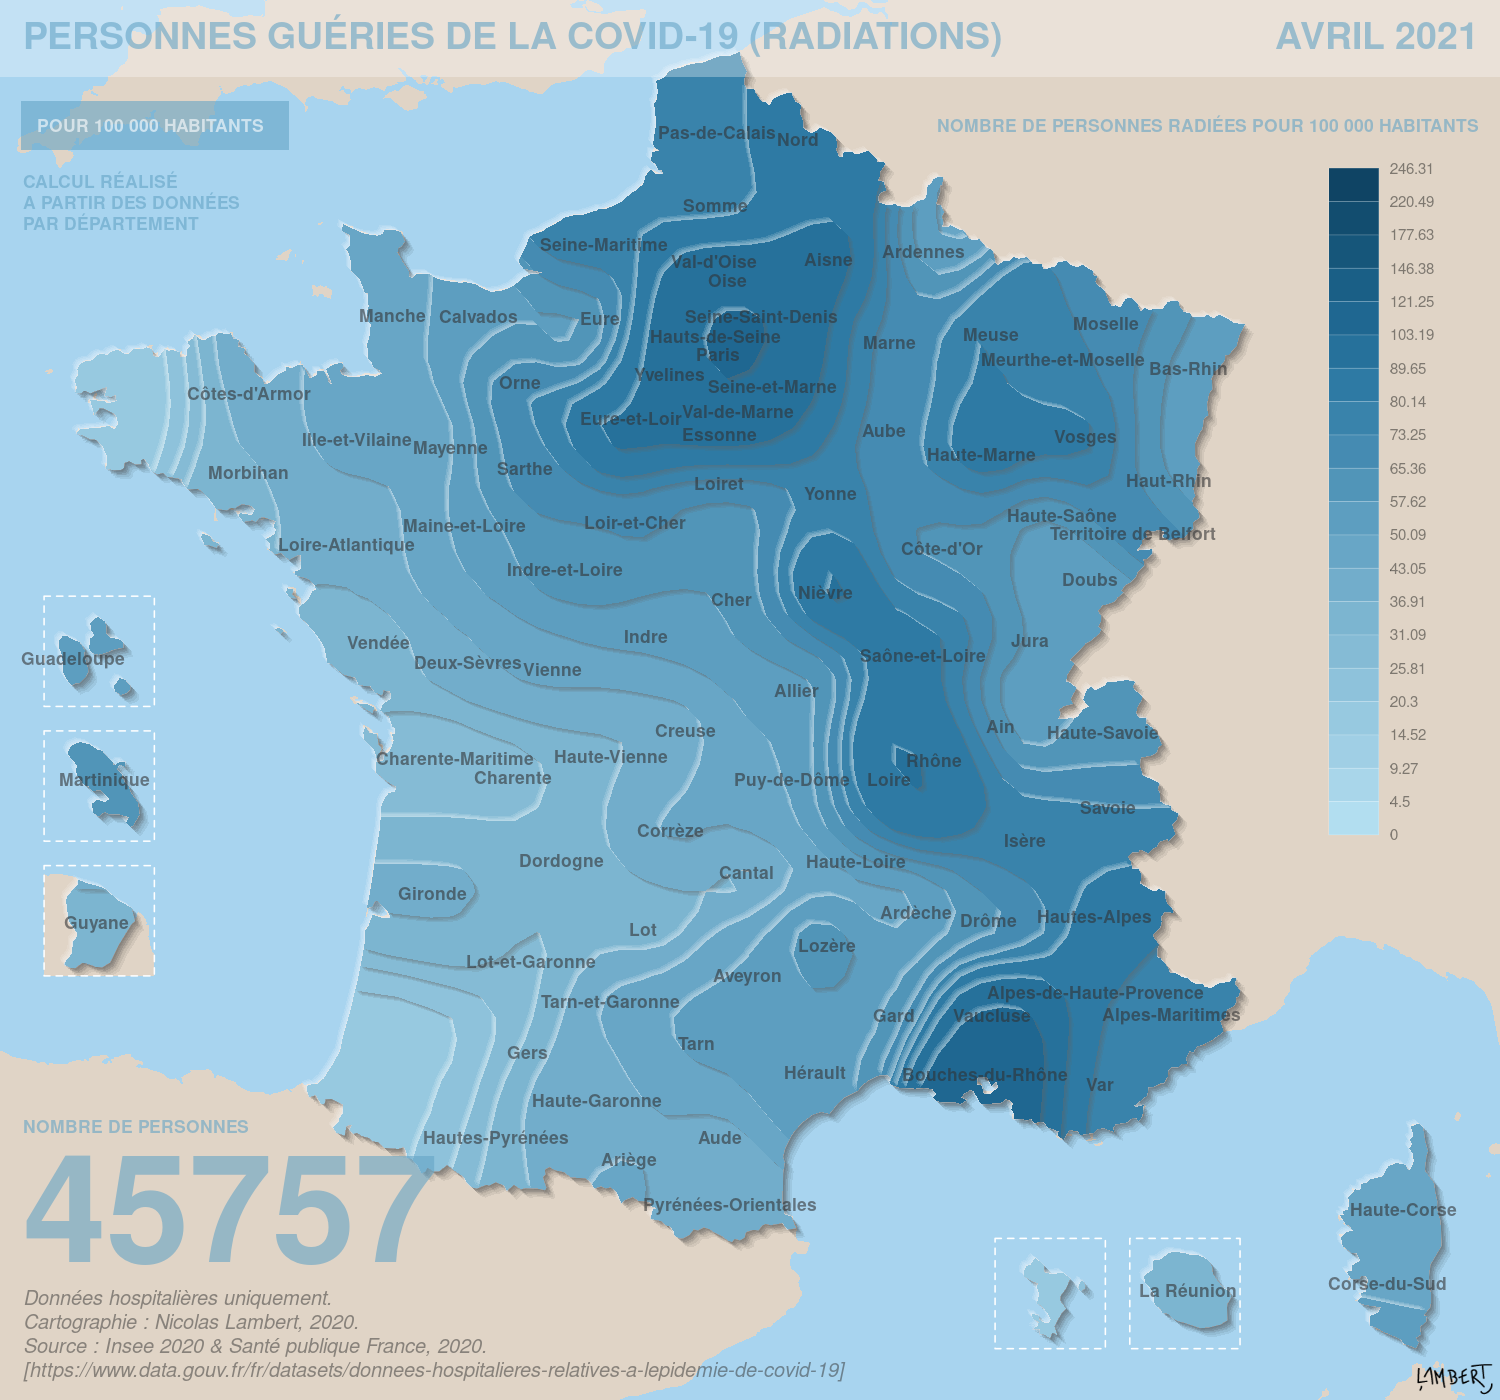 PERSONNES GUÉRIES DE LA COVID-19 (RADIATIONS)
AVRIL 2021
POUR 100 000 HABITANTS
CALCUL RÉALISÉ
A PARTIR DES DONNÉES
PAR DÉPARTEMENT
NOMBRE DE PERSONNES RADIÉES POUR 100 000 HABITANTS
246.31
220.49
177.63
146.38
121.25
103.19
89.65
80.14
73.25
65.36
57.62
50.09
43.05
36.91
31.09
25.81
20.3
14.52
9.27
4.5
0
Pas-de-Calais
Nord
Somme
Seine-Maritime
Val-d'Oise
Aisne
Ardennes
Oise
Manche
Calvados
Eure
Seine-Saint-Denis
Hauts-de-Seine
Paris
Marne
Meuse
Moselle
Meurthe-et-Moselle
Bas-Rhin
Côtes-d'Armor
Orne
Yvelines
Seine-et-Marne
Eure-et-Loir
Val-de-Marne
Essonne
Aube
Vosges
Haute-Marne
Ille-et-Vilaine
Mayenne
Morbihan
Sarthe
Loiret
Yonne
Haut-Rhin
Maine-et-Loire
Loir-et-Cher
Haute-Saône
Territoire de Belfort
Loire-Atlantique
Côte-d'Or
Indre-et-Loire
Doubs
Cher
Nièvre
Vendée
Indre
Jura
Deux-Sèvres
Vienne
Saône-et-Loire
Allier
Guadeloupe
Creuse
Ain
Haute-Savoie
Charente-Maritime
Haute-Vienne
Rhône
Charente
Puy-de-Dôme
Loire
Martinique
Savoie
Corrèze
Isère
Dordogne
Haute-Loire
Cantal
Gironde
Ardèche
Drôme
Hautes-Alpes
Guyane
Lot
Lozère
Lot-et-Garonne
Aveyron
Tarn-et-Garonne
Alpes-de-Haute-Provence
Gard
Vaucluse
Alpes-Maritimes
Tarn
Gers
Hérault
Bouches-du-Rhône
Var
Haute-Garonne
Hautes-Pyrénées
Aude
Ariège
Pyrénées-Orientales
Haute-Corse
Corse-du-Sud
La Réunion
NOMBRE DE PERSONNES
45757
Données hospitalières uniquement.
Cartographie : Nicolas Lambert, 2020.
Source : Insee 2020 & Santé publique France, 2020.
[https://www.data.gouv.fr/fr/datasets/donnees-hospitalieres-relatives-a-lepidemie-de-covid-19]
LAMBERT